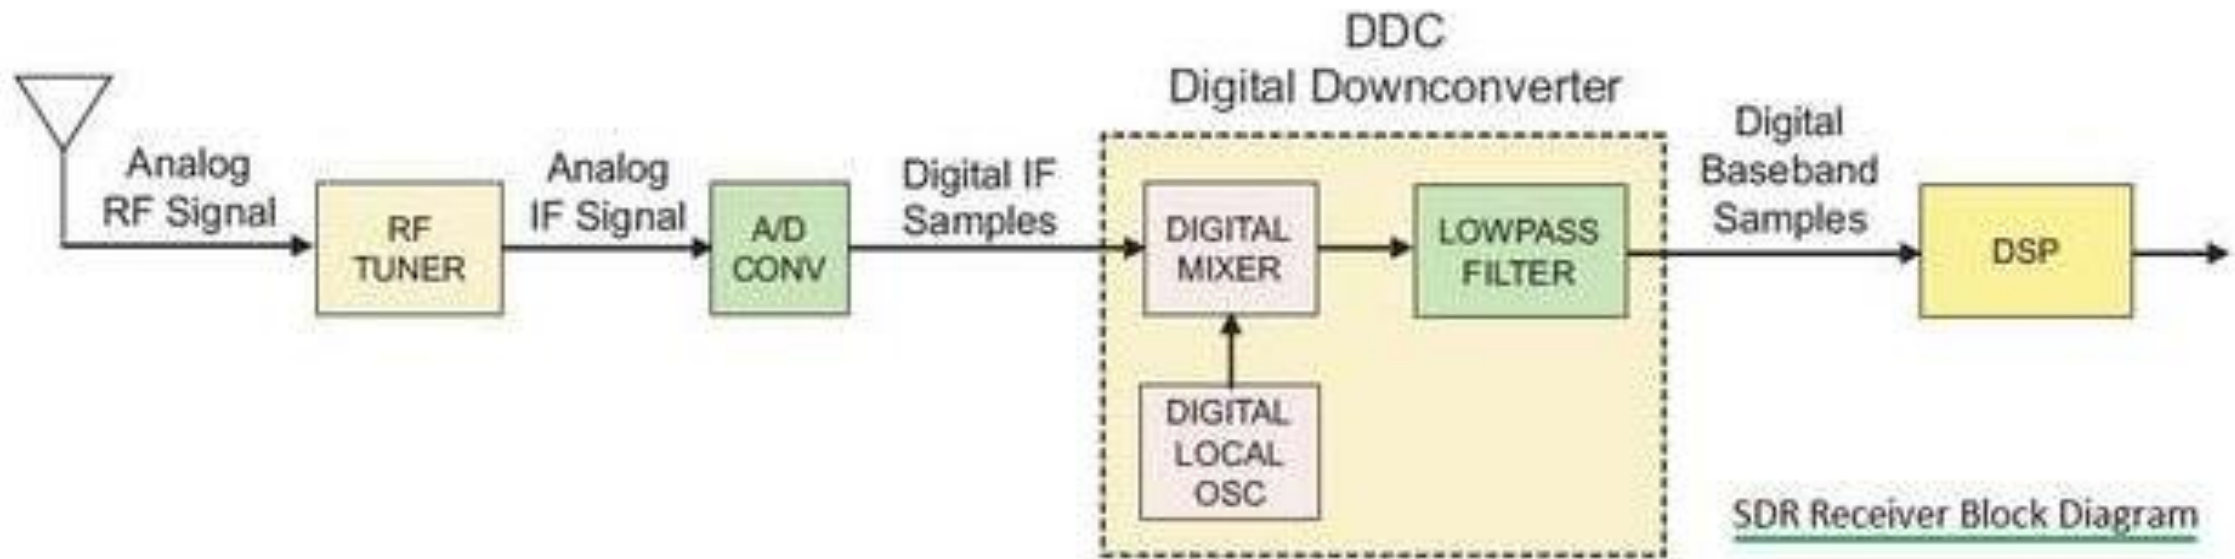 DDC
Digital Downconverter
Analog
RF Signal
RF
TUNER
Analog
IF Signal
A/D
CONV
Digital IF
Samples
DIGITAL
MIXER
LOWPASS
FILTER
DIGITAL
LOCAL
OSC
Digital
Baseband
Samples
DSP
SDR Receiver Block Diagram